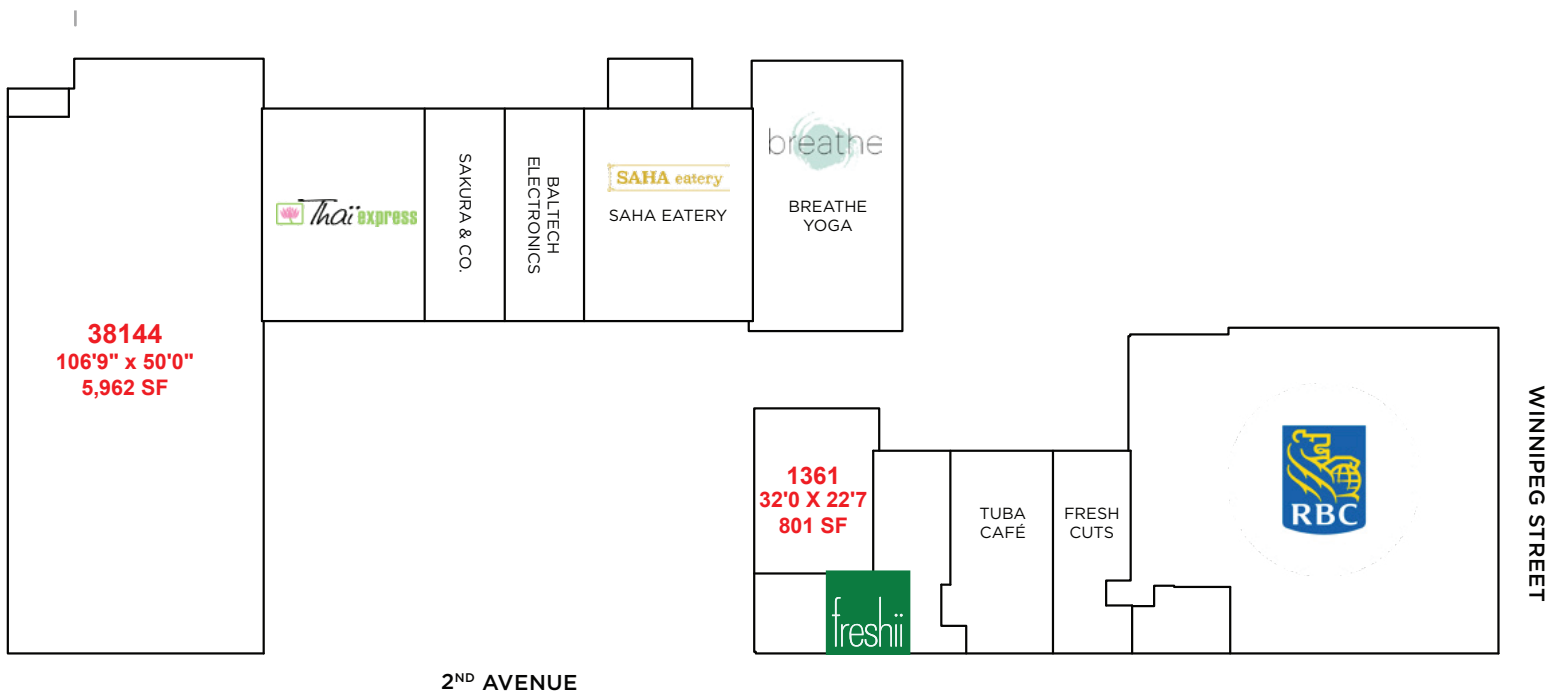 breathe
SAHA eatery
SAHA EATERY
BREATHE
YOGA
Thaï express
SAKURA & CO.
BALTECH
ELECTRONICS
38144
106'9" x 50'0"
5,962 SF
1361
32'0 X 22'7
801 SF
TUBA
CAFÉ
FRESH
CUTS
RBC
freshii
WINNIPEG STREET
2ND AVENUE